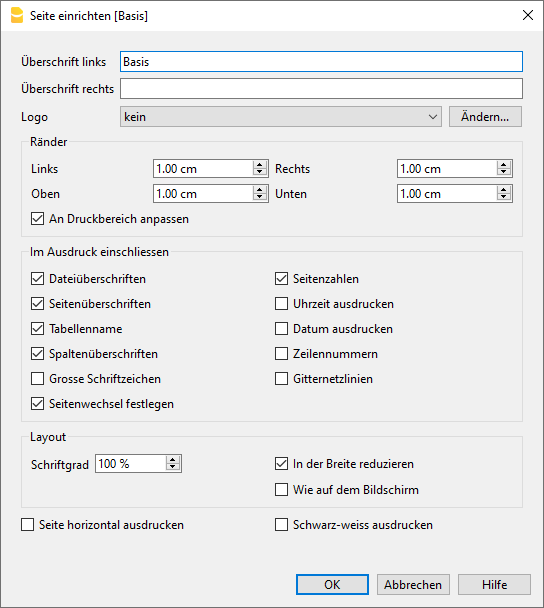 Seite einrichten [Basis]
Überschrift links Basis
Überschrift rechts
Logo kein Ändern...
Ränder
Links 1.00 cm Rechts 1.00 cm
Oben 1.00 cm Unten 1.00 cm
An Druckbereich anpassen
Im Ausdruck einschliessen
Dateiüberschriften Seitenzahlen
Seitenüberschriften Uhrzeit ausdrucken
Tabellenname Datum ausdrucken
Spaltenüberschriften Zeilennummern
Grosse Schriftzeichen Gitternetzlinien
Seitenwechsel festlegen
Layout
Schriftgrad 100 % In der Breite reduzieren
Wie auf dem Bildschirm
Seite horizontal ausdrucken Schwarz-weiss ausdrucken
OK Abbrechen Hilfe